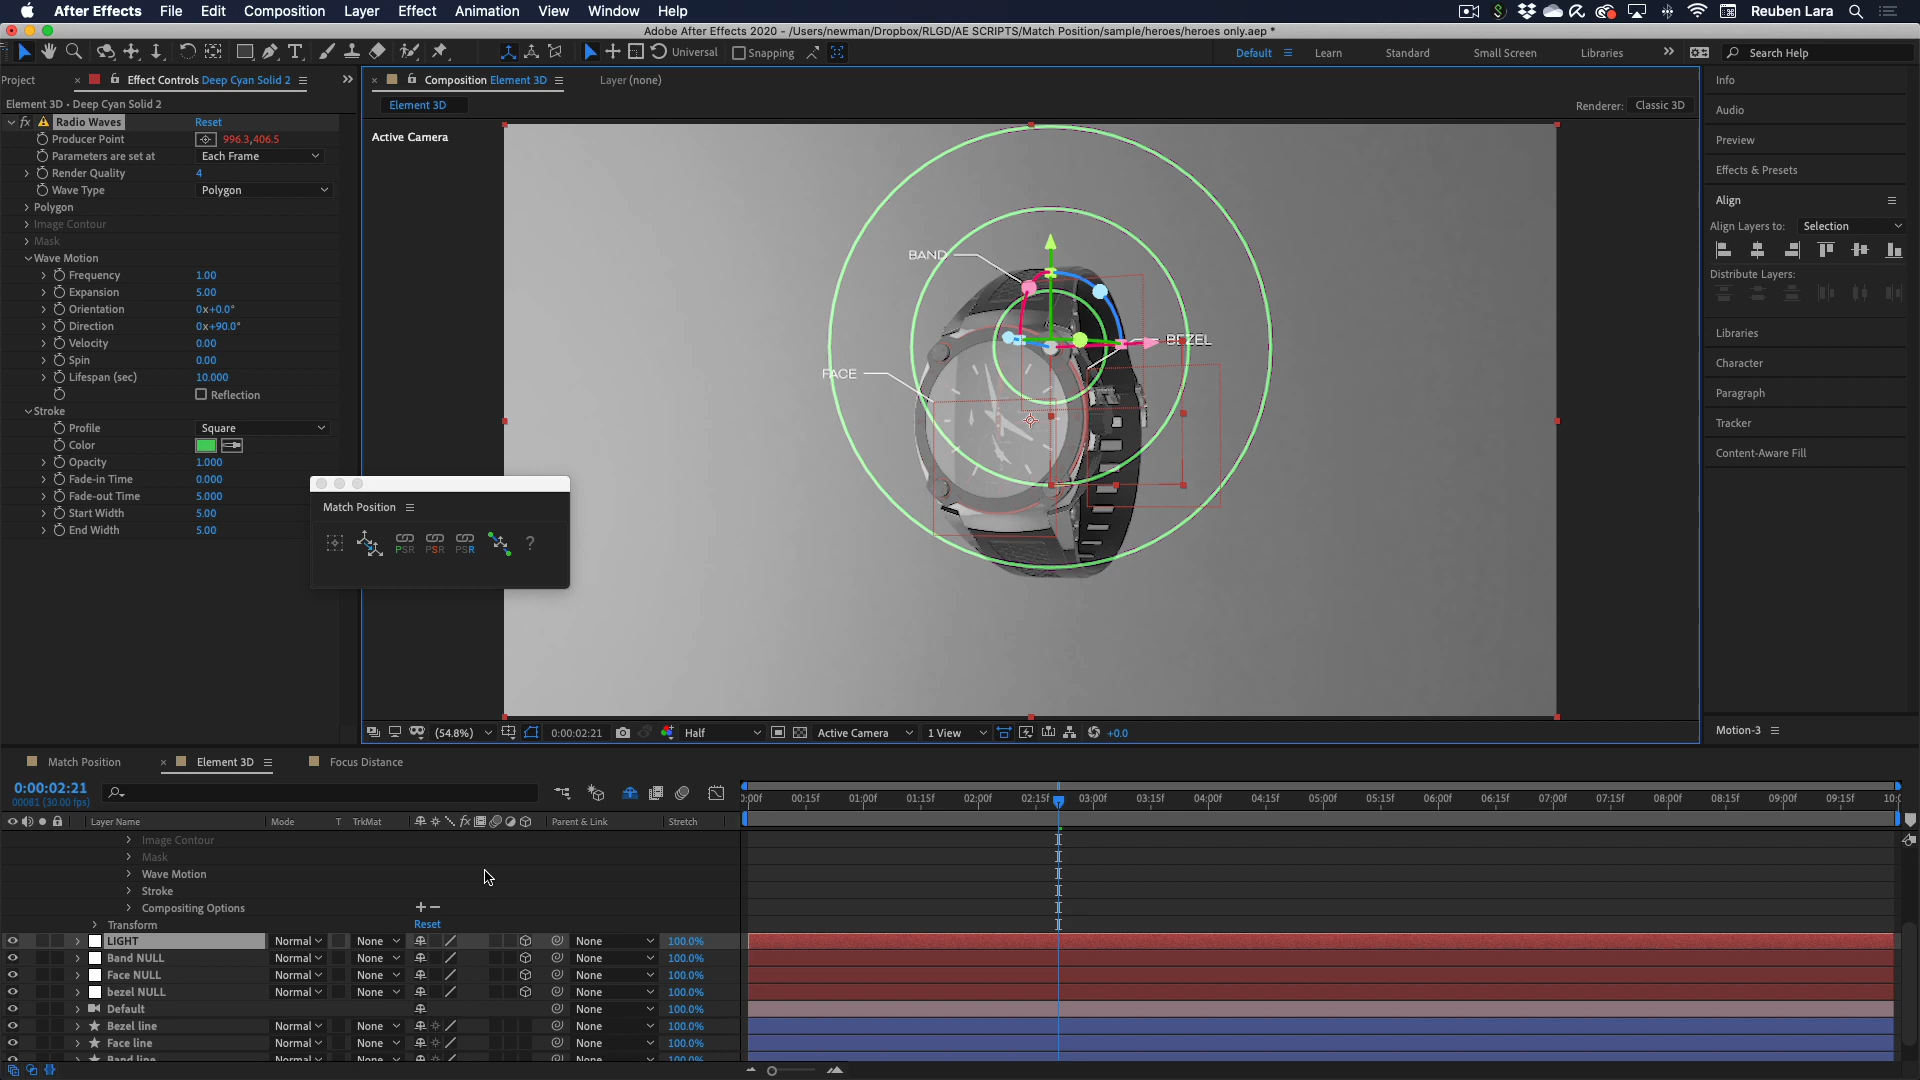 After Effects File Edit Composition Layer Effect Animation View Window Help Reuben Lara
Adobe After Effects 2020 - /Users/newman/Dropbox/RLGD/AE SCRIPTS/Match Position/sample/heroes/heroes only.aep *
Universal Snapping Default Learn Standard Small Screen Libraries Search Help
Project Effect Controls Deep Cyan Solid 2 Composition Element 3D Layer (none) Info
Element 3D • Deep Cyan Solid 2 Element 3D Renderer: Classic 3D
Audio
fx Radio Waves Reset
Active Camera
Producer Point 996.3,406.5 Preview
Parameters are set at Each Frame
Render Quality 4 Effects & Presets
Wave Type Polygon
Polygon Align
Image Contour Align Layers to: Selection
Mask
Wave Motion BAND
Frequency 1.00 Distribute Layers:
Expansion 5.00
Orientation 0x+0.0°
Direction 0x+90.0° Libraries
Velocity 0.00 BEZEL
Spin 0.00 Character
Lifespan (sec) 10.000 FACE
Reflection Paragraph
Stroke
Profile Square Tracker
Color
Opacity 1.000 Content-Aware Fill
Fade-in Time 0.000
Fade-out Time 5.000
Start Width 5.00
End Width 5.00
Match Position
PSR PSR PSR ?
(54.8%) 0:00:02:21 Half Active Camera 1 View +0.0 Motion-3
Match Position Element 3D Focus Distance
0:00:02:21
00081 (30.00 fps)
0:00f 00:15f 01:00f 01:15f 02:00f 02:15f 03:00f 03:15f 04:00f 04:15f 05:00f 05:15f 06:00f 06:15f 07:00f 07:15f 08:00f 08:15f 09:00f 09:15f 10:0
Layer Name Mode T TrkMat fx Parent & Link Stretch
Image Contour
Mask
Wave Motion
Stroke
Compositing Options
Transform Reset
LIGHT Normal None None 100.0%
Band NULL Normal None None 100.0%
Face NULL Normal None None 100.0%
bezel NULL Normal None None 100.0%
Default None 100.0%
Bezel line Normal None None 100.0%
Face line Normal None None 100.0%
Band line Normal None None 100.0%